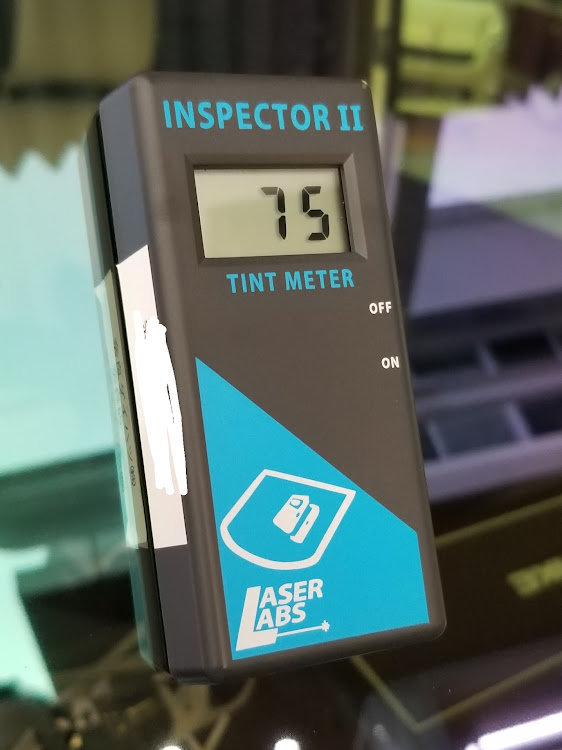 INSPECTOR II
75
TINT METER
OFF
ON
LASER
LABS